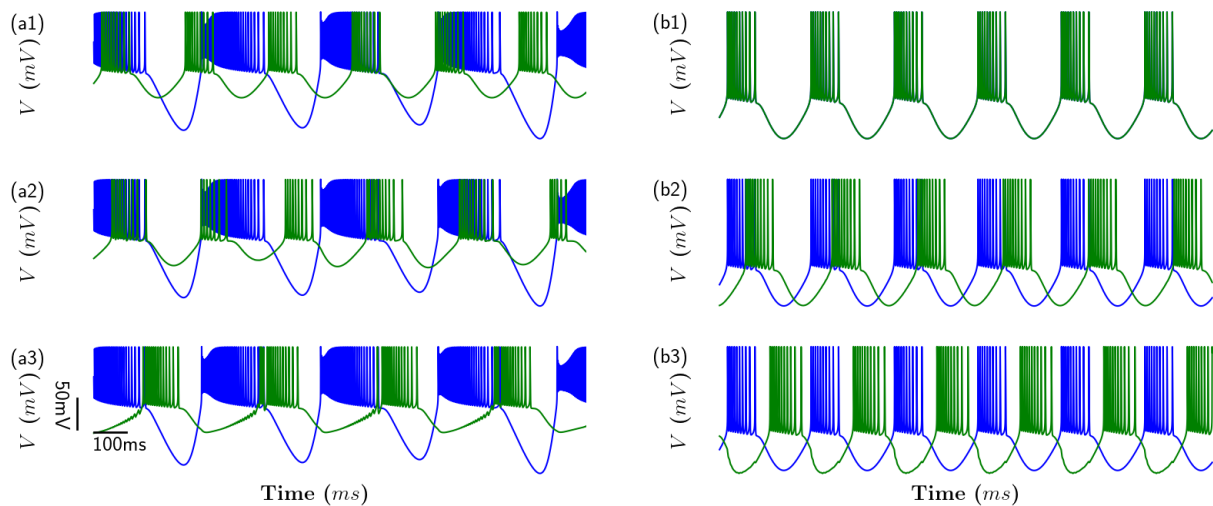 (a1)
V (mV)
(b1)
V (mV)
(a2)
V (mV)
(b2)
V (mV)
(a3)
V (mV)
50mV
100ms
Time (ms)
(b3)
V (mV)
Time (ms)